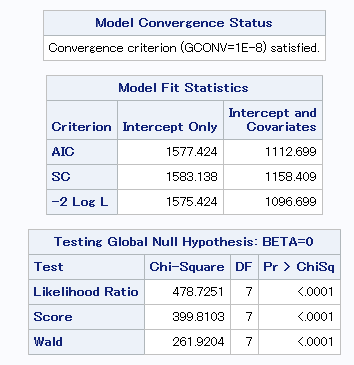 Model Convergence Status
Convergence criterion (GCONV=1E-8) satisfied.
Model Fit Statistics
Criterion Intercept Only Intercept and Covariates
AIC 1577.424 1112.699
SC 1583.138 1158.409
-2 Log L 1575.424 1096.699
Testing Global Null Hypothesis: BETA=0
Test Chi-Square DF Pr > ChiSq
Likelihood Ratio 478.7251 7 <.0001
Score 399.8103 7 <.0001
Wald 261.9204 7 <.0001